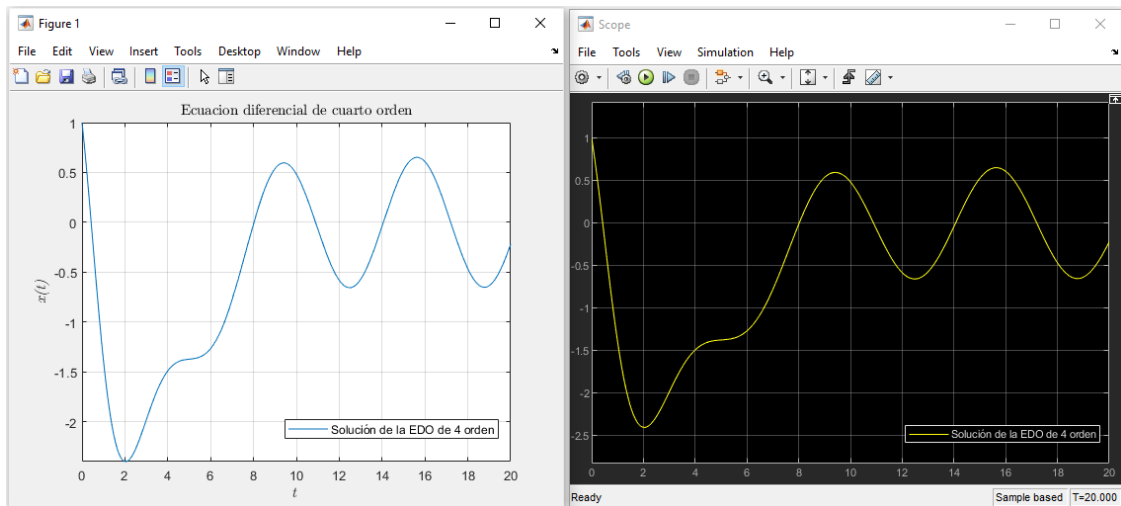 Figure 1
File Edit View Insert Tools Desktop Window Help
Ecuacion diferencial de cuarto orden
1
0.5
0
-0.5
-1
-1.5
-2
x(t)
Solución de la EDO de 4 orden
0 2 4 6 8 10 12 14 16 18 20
t
Scope
File Tools View Simulation Help
1
0.5
0
-0.5
-1
-1.5
-2
-2.5
Solución de la EDO de 4 orden
0 2 4 6 8 10 12 14 16 18 20
Ready Sample based T=20.000